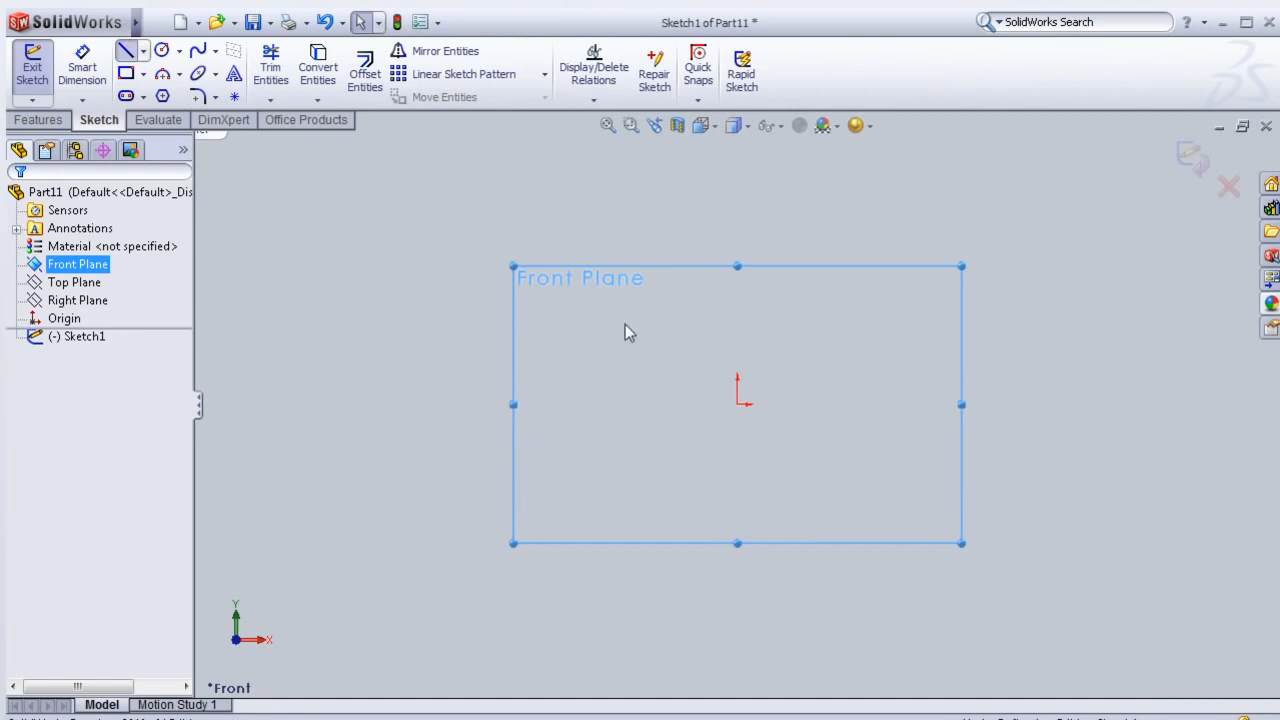 SolidWorks
Sketch1 of Part11 *
SolidWorks Search
?
Exit Sketch
Smart Dimension
Trim Entities
Convert Entities
Offset Entities
Mirror Entities
Linear Sketch Pattern
Move Entities
Display/Delete Relations
Repair Sketch
Quick Snaps
Rapid Sketch
Features
Sketch
Evaluate
DimXpert
Office Products
Part11 (Default<<Default>_Dis
Sensors
Annotations
Material <not specified>
Front Plane
Top Plane
Right Plane
Origin
(-) Sketch1
Front Plane
Y
X
*Front
Model
Motion Study 1